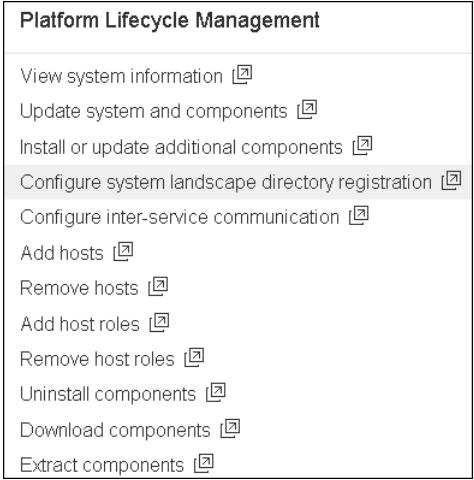 Platform Lifecycle Management
View system information
Update system and components
Install or update additional components
Configure system landscape directory registration
Configure inter-service communication
Add hosts
Remove hosts
Add host roles
Remove host roles
Uninstall components
Download components
Extract components